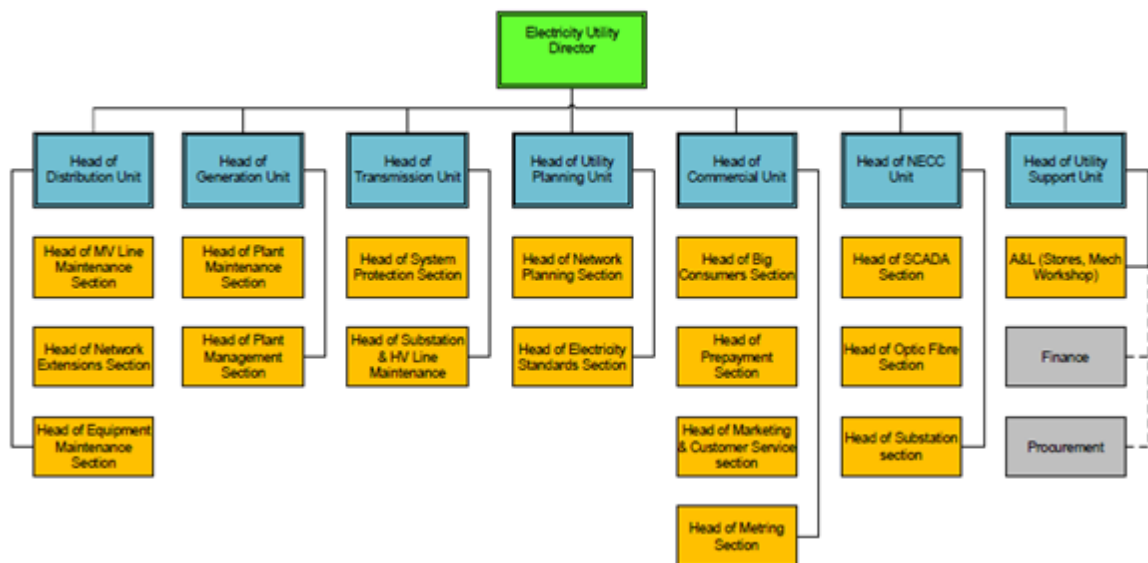 Electricity Utility
Director
Head of
Distribution Unit
Head of
Generation Unit
Head of
Transmission Unit
Head of Utility
Planning Unit
Head of
Commercial Unit
Head of NECC
Unit
Head of Utility
Support Unit
Head of MV Line
Maintenance
Section
Head of Plant
Maintenance
Section
Head of System
Protection Section
Head of Network
Planning Section
Head of Big
Consumers Section
Head of SCADA
Section
A&L (Stores, Mech
Workshop)
Head of Network
Extensions Section
Head of Plant
Management
Section
Head of Substation
& HV Line
Maintenance
Head of Electricity
Standards Section
Head of
Prepayment
Section
Head of Optic Fibre
Section
Finance
Head of Equipment
Maintenance
Section
Head of Marketing
& Customer Service
section
Head of Substation
section
Procurement
Head of Metring
Section